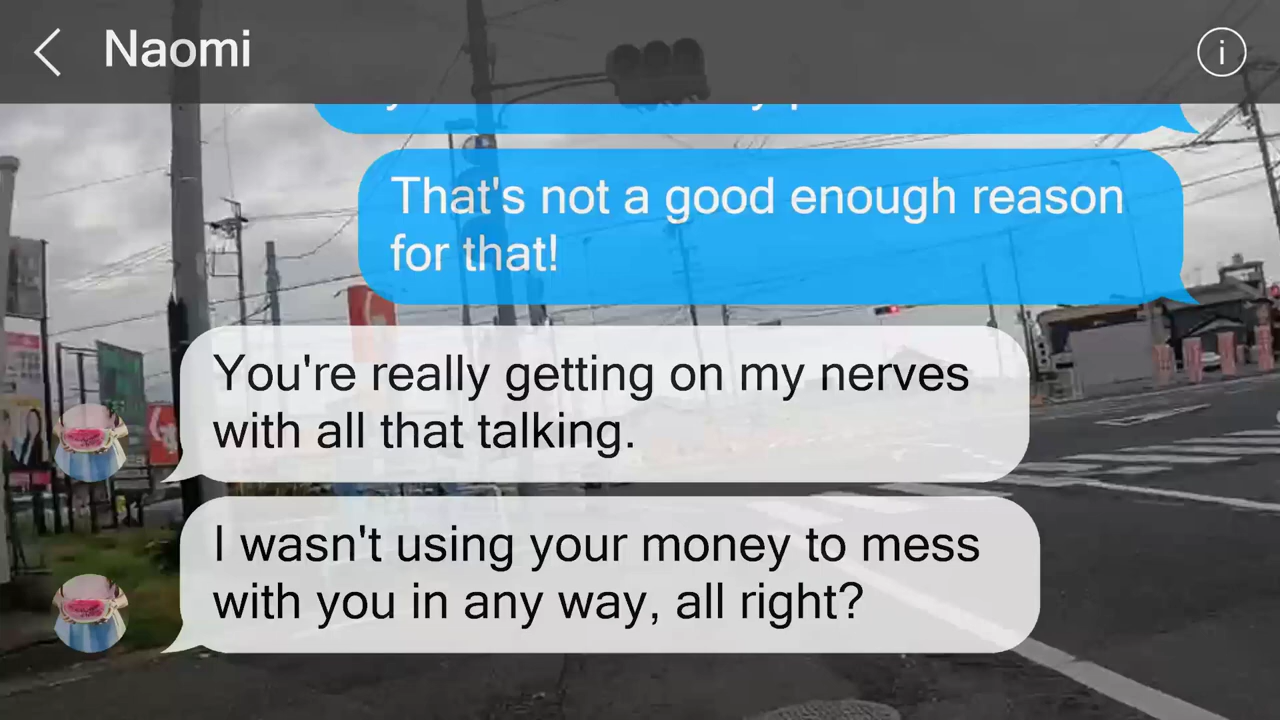 Naomi
That's not a good enough reason
for that!
You're really getting on my nerves
with all that talking.
I wasn't using your money to mess
with you in any way, all right?